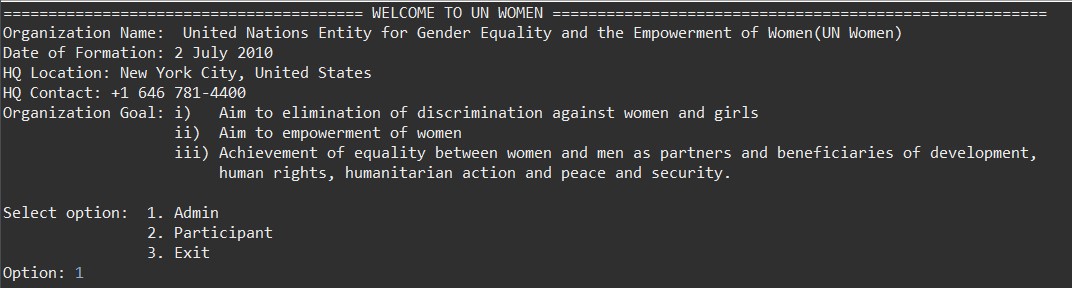 ======================================== WELCOME TO UN WOMEN =======================================================
Organization Name:  United Nations Entity for Gender Equality and the Empowerment of Women(UN Women)
Date of Formation: 2 July 2010
HQ Location: New York City, United States
HQ Contact: +1 646 781-4400
Organization Goal: i)   Aim to elimination of discrimination against women and girls
                   ii)  Aim to empowerment of women
                   iii) Achievement of equality between women and men as partners and beneficiaries of development,
                        human rights, humanitarian action and peace and security.

Select option:  1. Admin
                2. Participant
                3. Exit
Option: 1